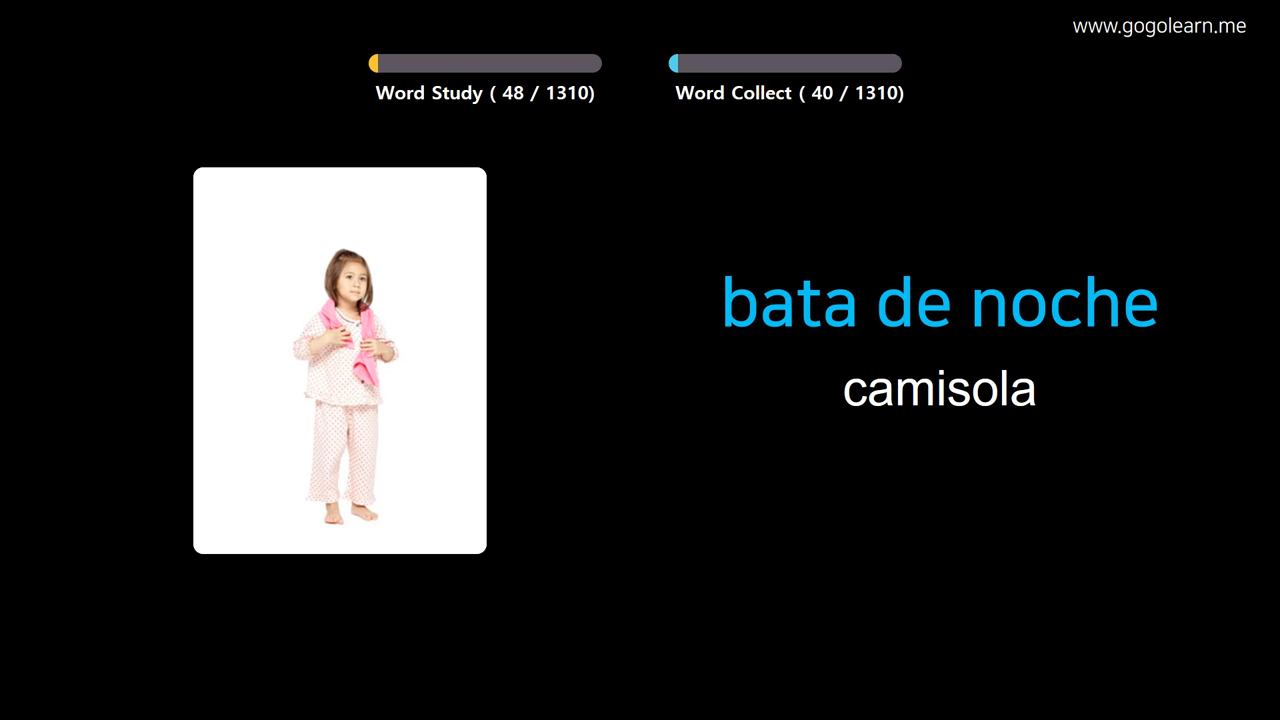 www.gogolearn.me
Word Study ( 48 / 1310)
Word Collect ( 40 / 1310)
bata de noche
camisola